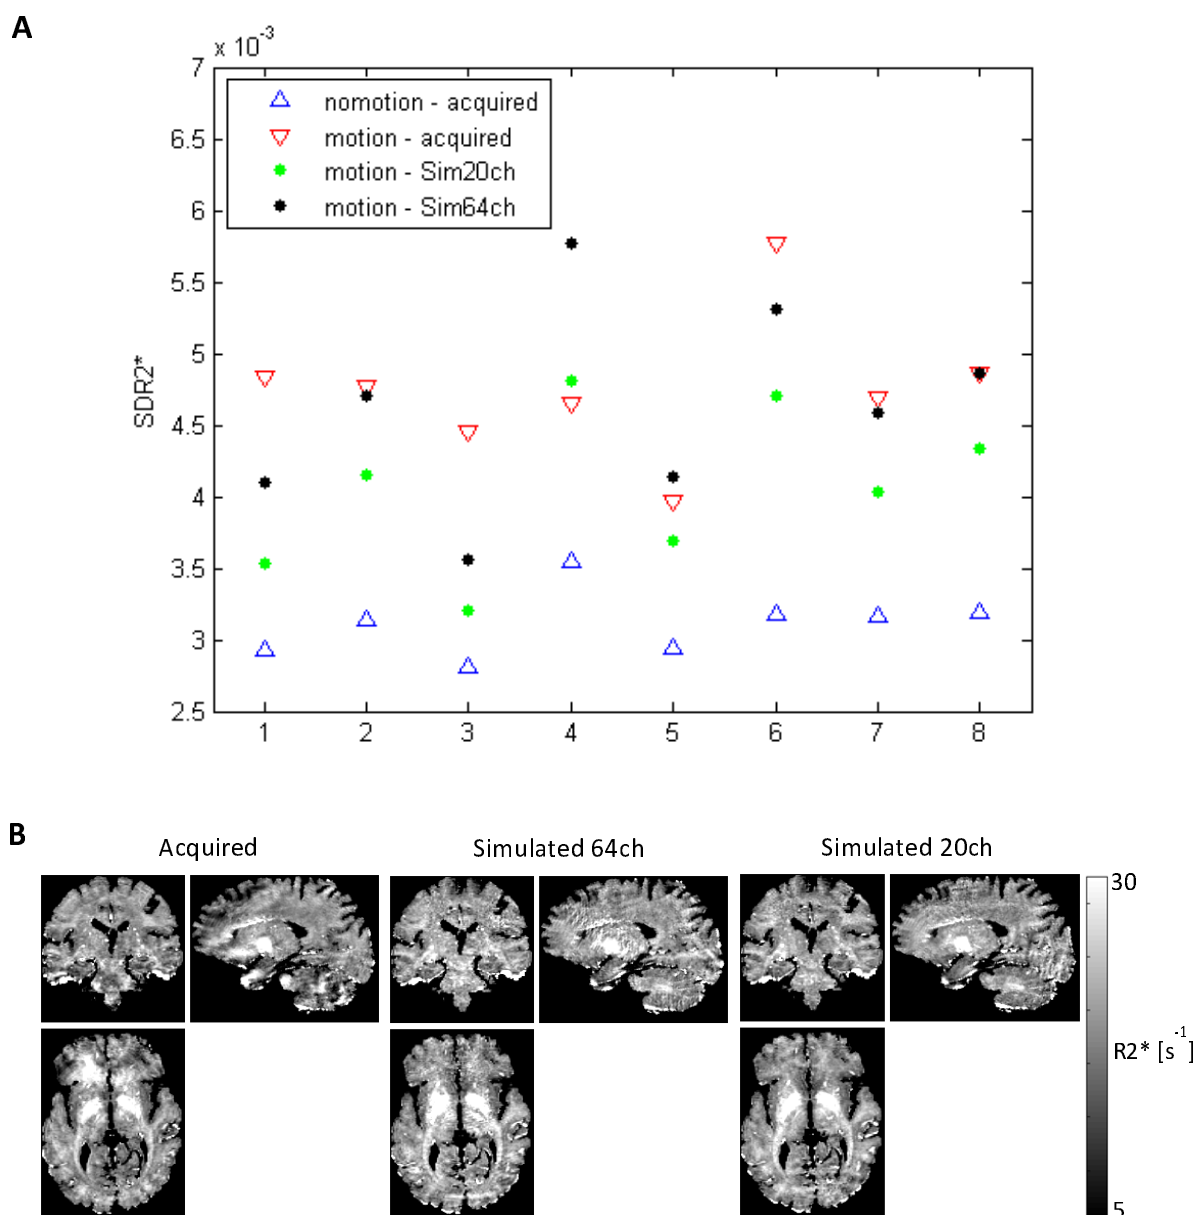 A
x 10-3
7
6.5
6
5.5
5
4.5
4
3.5
3
2.5
SDR2*
nomotion - acquired
motion - acquired
motion - Sim20ch
motion - Sim64ch
1 2 3 4 5 6 7 8
B
Acquired Simulated 64ch Simulated 20ch
30
R2* [s-1]
5